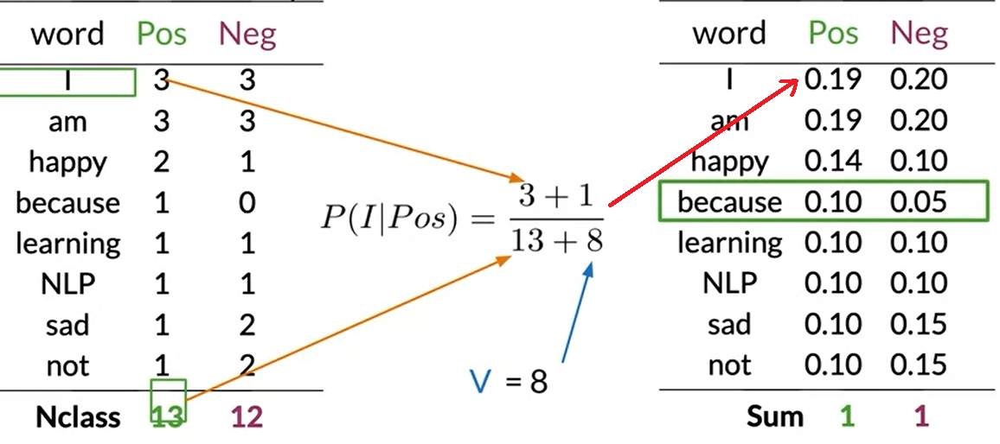 word Pos Neg
I 3 3
am 3 3
happy 2 1
because 1 0
learning 1 1
NLP 1 1
sad 1 2
not 1 2
Nclass 13 12
P(I|Pos) = 3 + 1
13 + 8
V = 8
word Pos Neg
I 0.19 0.20
am 0.19 0.20
happy 0.14 0.10
because 0.10 0.05
learning 0.10 0.10
NLP 0.10 0.10
sad 0.10 0.15
not 0.10 0.15
Sum 1 1